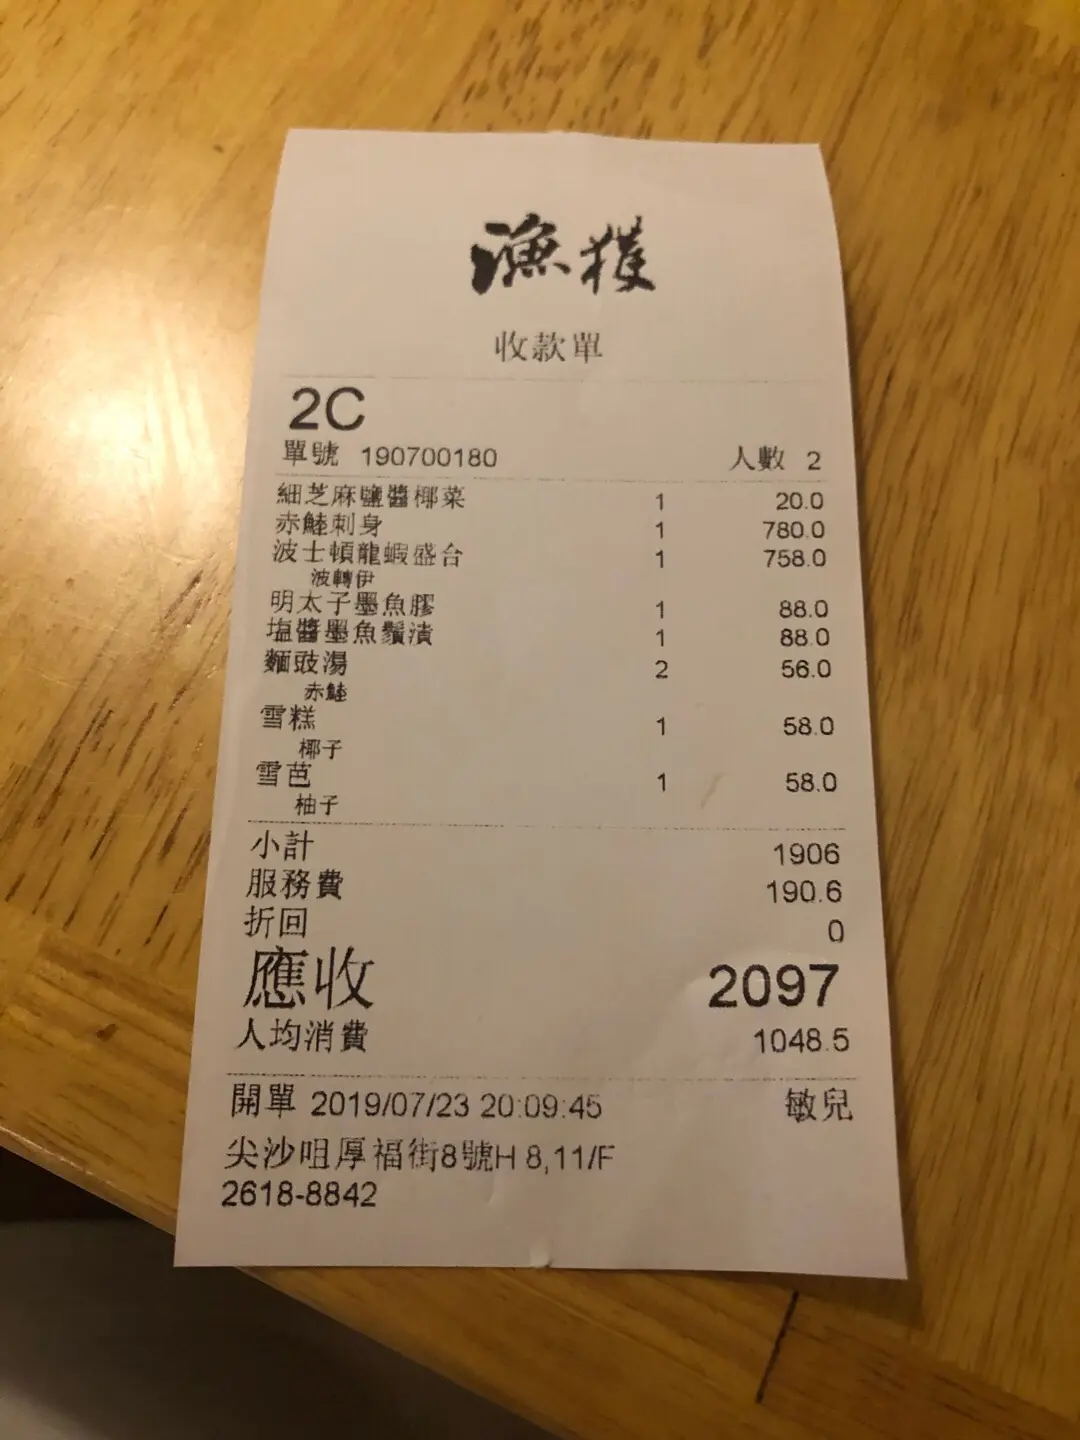 漁獲
收款單
2C
單號 190700180 人數 2
細芝麻鹽醬椰菜 1 20.0
赤鯥刺身 1 780.0
波士頓龍蝦盛台 1 758.0
波轉伊
明太子墨魚膠 1 88.0
塩醬墨魚鬚漬 1 88.0
麵豉湯 2 56.0
赤鯥
雪糕 1 58.0
椰子
雪芭 1 58.0
柚子
小計 1906
服務費 190.6
折回 0
應收 2097
人均消費 1048.5
開單 2019/07/23 20:09:45 敏兒
尖沙咀厚福街8號H 8,11/F
2618-8842